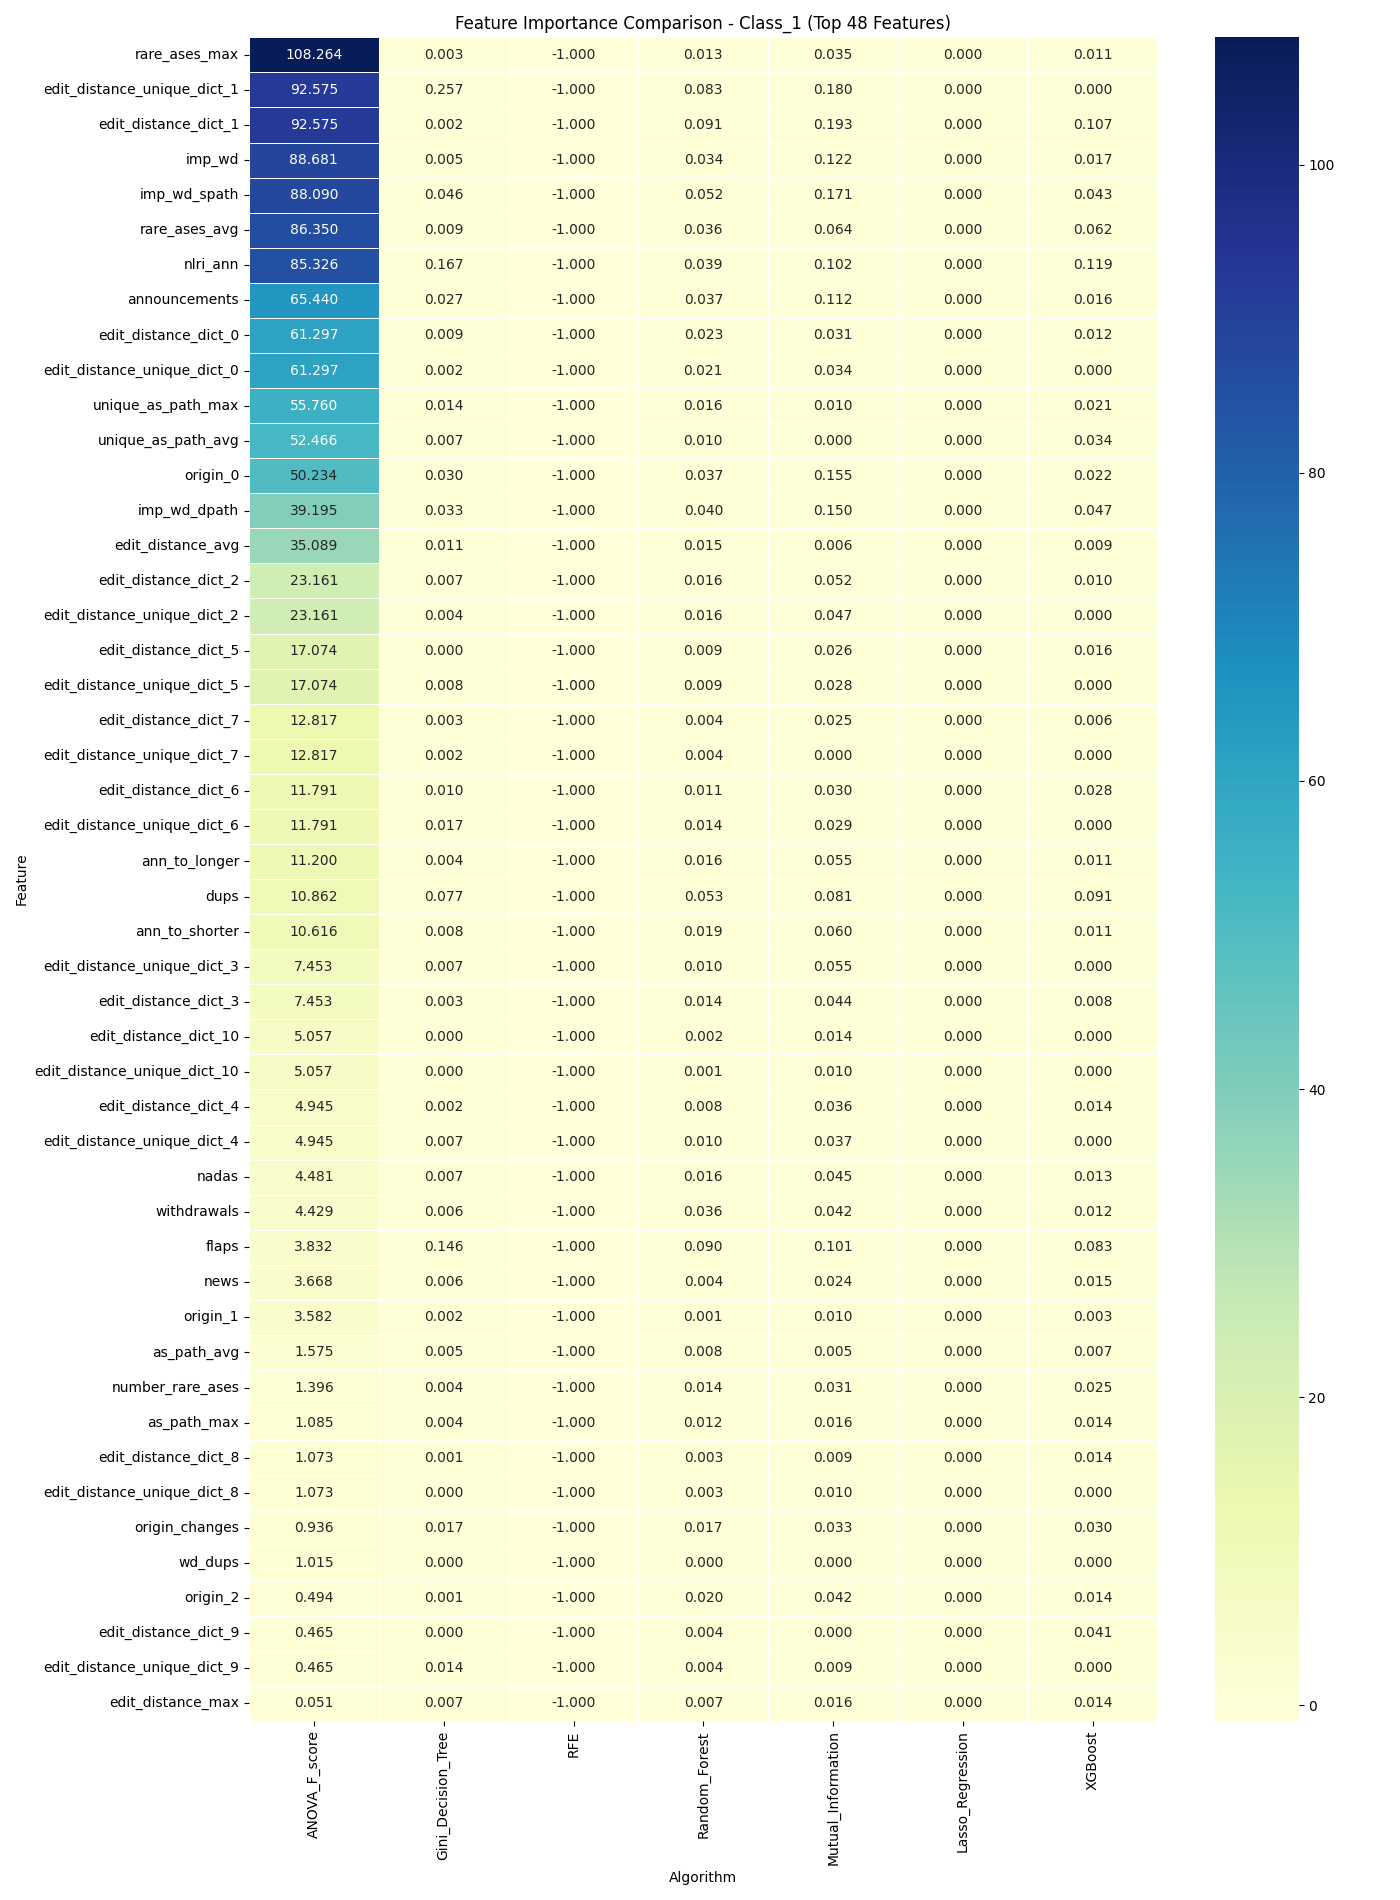 Feature Importance Comparison - Class_1 (Top 48 Features)
rare_ases_max 108.264 0.003 -1.000 0.013 0.035 0.000 0.011
edit_distance_unique_dict_1 92.575 0.257 -1.000 0.083 0.180 0.000 0.000
edit_distance_dict_1 92.575 0.002 -1.000 0.091 0.193 0.000 0.107
imp_wd 88.681 0.005 -1.000 0.034 0.122 0.000 0.017
imp_wd_spath 88.090 0.046 -1.000 0.052 0.171 0.000 0.043
rare_ases_avg 86.350 0.009 -1.000 0.036 0.064 0.000 0.062
nlri_ann 85.326 0.167 -1.000 0.039 0.102 0.000 0.119
announcements 65.440 0.027 -1.000 0.037 0.112 0.000 0.016
edit_distance_dict_0 61.297 0.009 -1.000 0.023 0.031 0.000 0.012
edit_distance_unique_dict_0 61.297 0.002 -1.000 0.021 0.034 0.000 0.000
unique_as_path_max 55.760 0.014 -1.000 0.016 0.010 0.000 0.021
unique_as_path_avg 52.466 0.007 -1.000 0.010 0.000 0.000 0.034
origin_0 50.234 0.030 -1.000 0.037 0.155 0.000 0.022
imp_wd_dpath 39.195 0.033 -1.000 0.040 0.150 0.000 0.047
edit_distance_avg 35.089 0.011 -1.000 0.015 0.006 0.000 0.009
edit_distance_dict_2 23.161 0.007 -1.000 0.016 0.052 0.000 0.010
edit_distance_unique_dict_2 23.161 0.004 -1.000 0.016 0.047 0.000 0.000
edit_distance_dict_5 17.074 0.000 -1.000 0.009 0.026 0.000 0.016
edit_distance_unique_dict_5 17.074 0.008 -1.000 0.009 0.028 0.000 0.000
edit_distance_dict_7 12.817 0.003 -1.000 0.004 0.025 0.000 0.006
edit_distance_unique_dict_7 12.817 0.002 -1.000 0.004 0.000 0.000 0.000
edit_distance_dict_6 11.791 0.010 -1.000 0.011 0.030 0.000 0.028
edit_distance_unique_dict_6 11.791 0.017 -1.000 0.014 0.029 0.000 0.000
ann_to_longer 11.200 0.004 -1.000 0.016 0.055 0.000 0.011
dups 10.862 0.077 -1.000 0.053 0.081 0.000 0.091
ann_to_shorter 10.616 0.008 -1.000 0.019 0.060 0.000 0.011
edit_distance_unique_dict_3 7.453 0.007 -1.000 0.010 0.055 0.000 0.000
edit_distance_dict_3 7.453 0.003 -1.000 0.014 0.044 0.000 0.008
edit_distance_dict_10 5.057 0.000 -1.000 0.002 0.014 0.000 0.000
edit_distance_unique_dict_10 5.057 0.000 -1.000 0.001 0.010 0.000 0.000
edit_distance_dict_4 4.945 0.002 -1.000 0.008 0.036 0.000 0.014
edit_distance_unique_dict_4 4.945 0.007 -1.000 0.010 0.037 0.000 0.000
nadas 4.481 0.007 -1.000 0.016 0.045 0.000 0.013
withdrawals 4.429 0.006 -1.000 0.036 0.042 0.000 0.012
flaps 3.832 0.146 -1.000 0.090 0.101 0.000 0.083
news 3.668 0.006 -1.000 0.004 0.024 0.000 0.015
origin_1 3.582 0.002 -1.000 0.001 0.010 0.000 0.003
as_path_avg 1.575 0.005 -1.000 0.008 0.005 0.000 0.007
number_rare_ases 1.396 0.004 -1.000 0.014 0.031 0.000 0.025
as_path_max 1.085 0.004 -1.000 0.012 0.016 0.000 0.014
edit_distance_dict_8 1.073 0.001 -1.000 0.003 0.009 0.000 0.014
edit_distance_unique_dict_8 1.073 0.000 -1.000 0.003 0.010 0.000 0.000
origin_changes 0.936 0.017 -1.000 0.017 0.033 0.000 0.030
wd_dups 1.015 0.000 -1.000 0.000 0.000 0.000 0.000
origin_2 0.494 0.001 -1.000 0.020 0.042 0.000 0.014
edit_distance_dict_9 0.465 0.000 -1.000 0.004 0.000 0.000 0.041
edit_distance_unique_dict_9 0.465 0.014 -1.000 0.004 0.009 0.000 0.000
edit_distance_max 0.051 0.007 -1.000 0.007 0.016 0.000 0.014
Feature
ANOVA_F_score
Gini_Decision_Tree
RFE
Random_Forest
Mutual_Information
Lasso_Regression
XGBoost
Algorithm
100
80
60
40
20
0